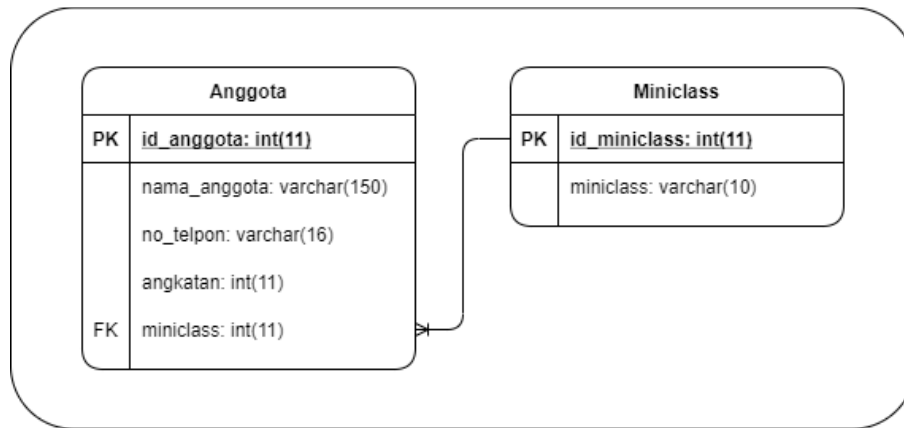 Anggota
PK id_anggota: int(11)
nama_anggota: varchar(150)
no_telpon: varchar(16)
angkatan: int(11)
FK miniclass: int(11)
Miniclass
PK id_miniclass: int(11)
miniclass: varchar(10)